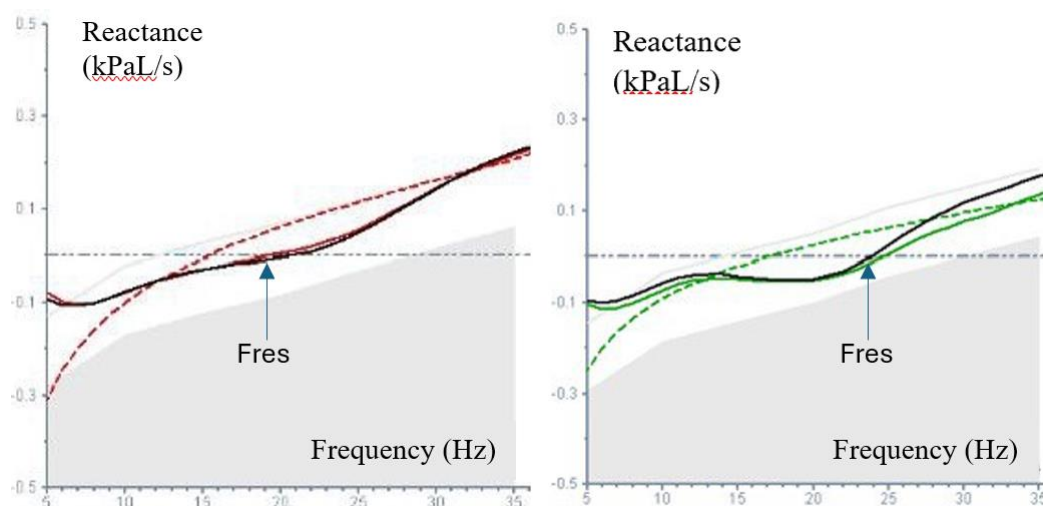 0.5
Reactance
(kPaL/s)
0.3
0.1
-0.1
Fres
-0.3
Frequency (Hz)
-0.5
5 10 15 20 25 30 35
0.5
Reactance
(kPaL/s)
0.3
0.1
-0.1
Fres
-0.3
Frequency (Hz)
-0.5
5 10 15 20 25 30 35